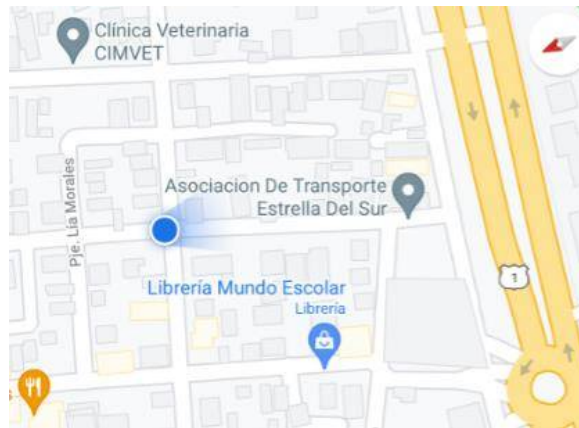 Clínica Veterinaria
CIMVET
Pje. Lía Morales
Asociacion De Transporte
Estrella Del Sur
1
Librería Mundo Escolar
Librería